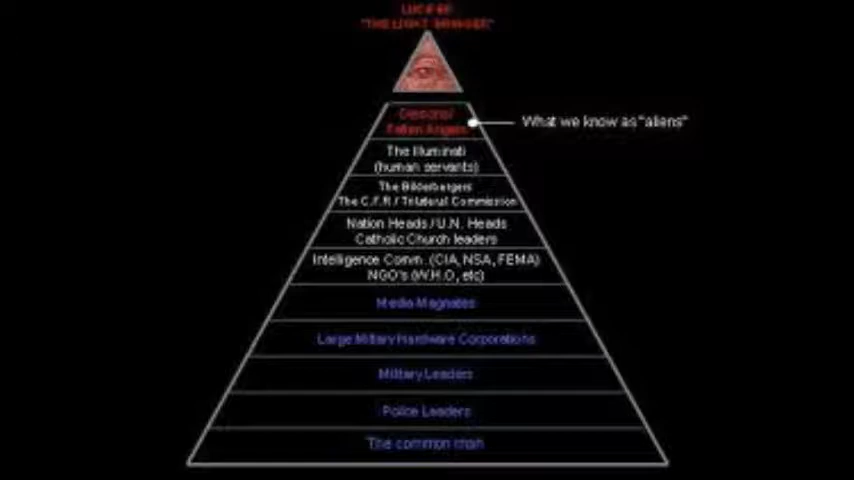 LUCIFER
"THE LIGHT BRINGER"
Demons/
Fallen Angels
What we know as "aliens"
The Illuminati
(human servants)
The Bilderbergers
The C.F.R / Trilateral Commission
Nation Heads / U.N. Heads
Catholic Church leaders
Intelligence Comm. (CIA, NSA, FEMA)
NGO's (W.H.O, etc)
Media Magnates
Large Military Hardware Corporations
Military Leaders
Police Leaders
The common man